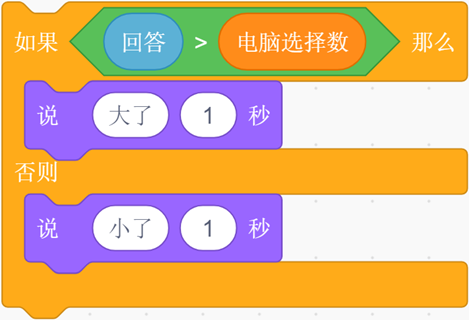 如果 回答 > 电脑选择数 那么
说 大了 1 秒
否则
说 小了 1 秒